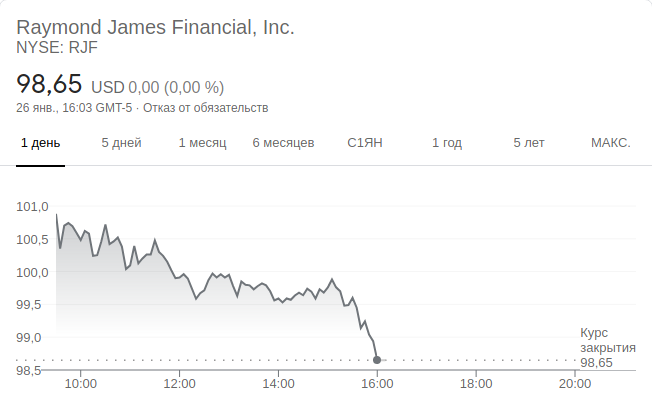 Raymond James Financial, Inc.
NYSE: RJF
98,65 USD 0,00 (0,00 %)
26 янв., 16:03 GMT-5 · Отказ от обязательств
1 день 5 дней 1 месяц 6 месяцев С1ЯН 1 год 5 лет МАКС.
101,0
100,5
100,0
99,5
99,0
98,5
Курс
закрытия
98,65
10:00 12:00 14:00 16:00 18:00 20:00